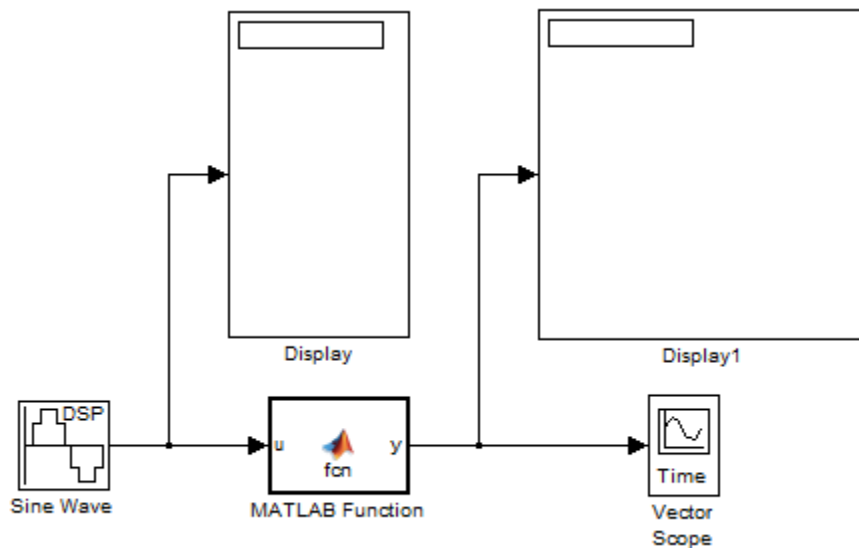 Display
Display1
DSP
Sine Wave
u
fcn
y
MATLAB Function
Time
Vector
Scope